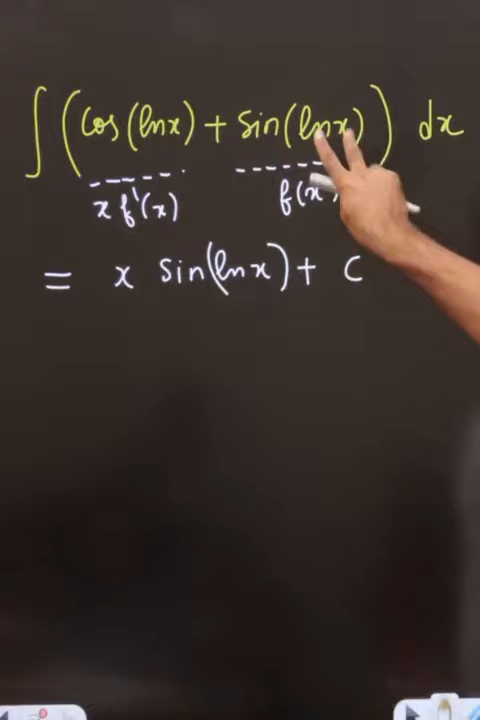 ∫(cos(lnx) + sin(lnx)) dx
x f'(x) f(x
= x sin(lnx) + c